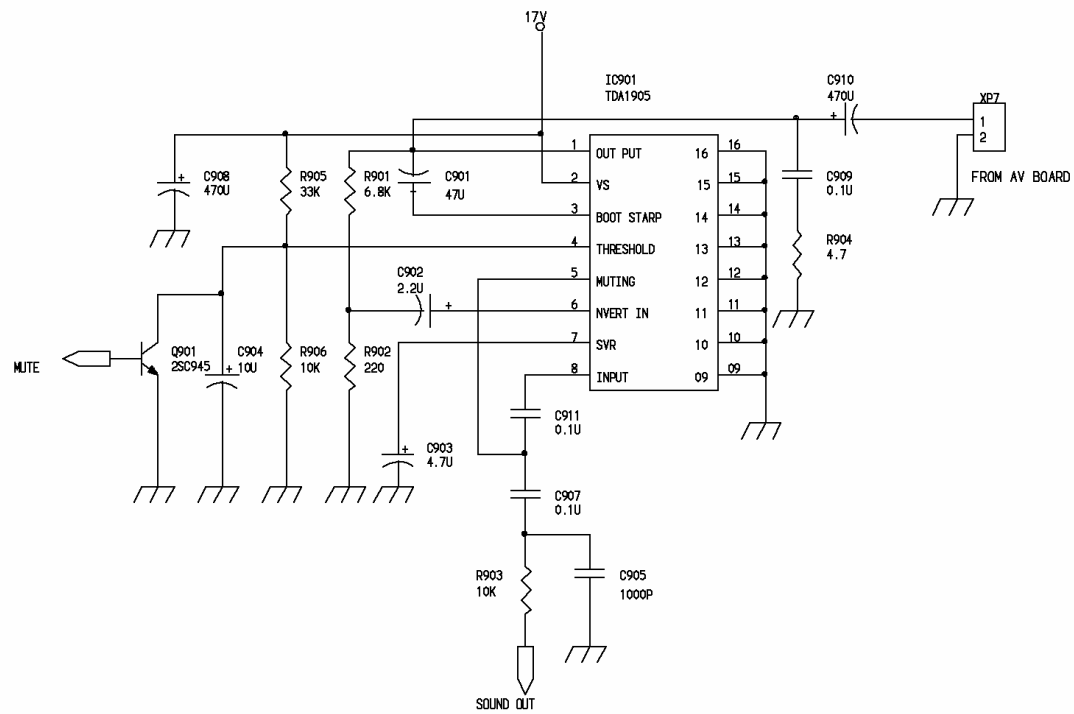 17V
IC901
TDA1905
C910
470U
XP7
1
2
FROM AV BOARD
C908
470U
R905
33K
R901
6.8K
C901
47U
C909
0.1U
R904
4.7
1 OUT PUT 16 16
2 VS 15 15
3 BOOT STARP 14 14
4 THRESHOLD 13 13
5 MUTING 12 12
6 NVERT IN 11 11
7 SVR 10 10
8 INPUT 09 09
C902
2.2U
MUTE
Q901
2SC945
C904
10U
R906
10K
R902
220
C911
0.1U
C903
4.7U
C907
0.1U
R903
10K
C905
1000P
SOUND OUT